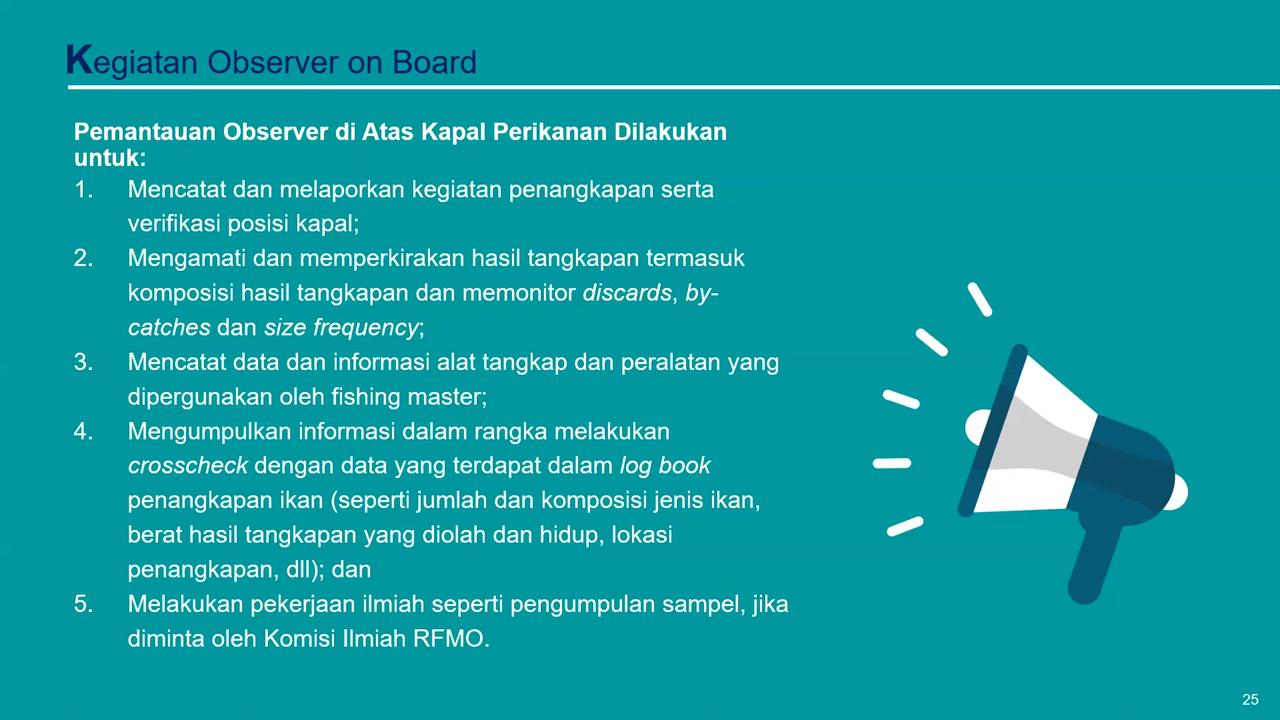 Kegiatan Observer on Board
Pemantauan Observer di Atas Kapal Perikanan Dilakukan
untuk:
1. Mencatat dan melaporkan kegiatan penangkapan serta
verifikasi posisi kapal;
2. Mengamati dan memperkirakan hasil tangkapan termasuk
komposisi hasil tangkapan dan memonitor discards, by-
catches dan size frequency;
3. Mencatat data dan informasi alat tangkap dan peralatan yang
dipergunakan oleh fishing master;
4. Mengumpulkan informasi dalam rangka melakukan
crosscheck dengan data yang terdapat dalam log book
penangkapan ikan (seperti jumlah dan komposisi jenis ikan,
berat hasil tangkapan yang diolah dan hidup, lokasi
penangkapan, dll); dan
5. Melakukan pekerjaan ilmiah seperti pengumpulan sampel, jika
diminta oleh Komisi Ilmiah RFMO.
25